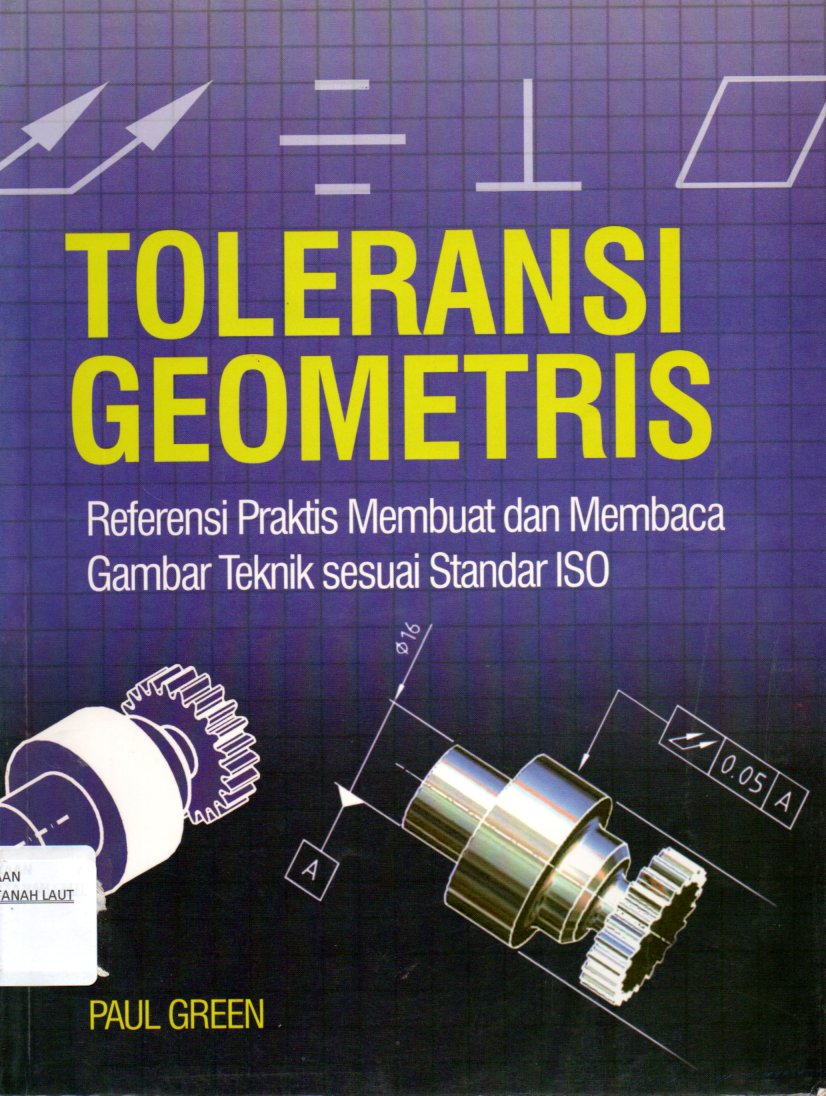 TOLERANSI
GEOMETRIS
Referensi Praktis Membuat dan Membaca
Gambar Teknik sesuai Standar ISO
ø16
0.05 A
A
AAN
TANAH LAUT
PAUL GREEN